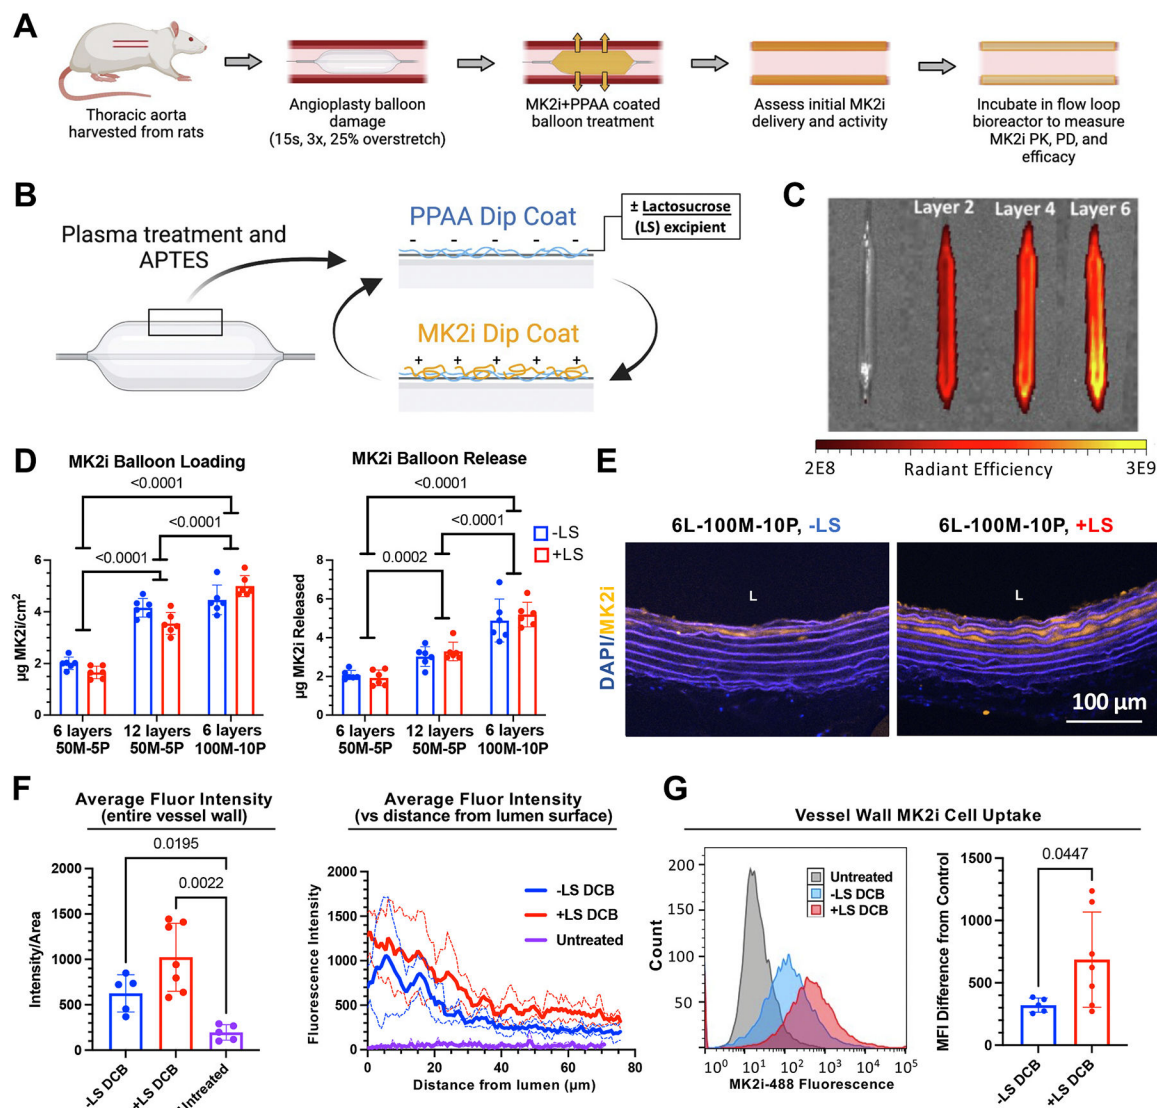 A
Thoracic aorta
harvested from rats
Angioplasty balloon
damage
(15s, 3x, 25% overstretch)
MK2i+PPAA coated
balloon treatment
Assess initial MK2i
delivery and activity
Incubate in flow loop
bioreactor to measure
MK2i PK, PD, and
efficacy
B
Plasma treatment and
APTES
PPAA Dip Coat
- - - - -
± Lactosucrose
(LS) excipient
MK2i Dip Coat
+ + + + +
C
Layer 2 Layer 4 Layer 6
2E8 Radiant Efficiency 3E9
D
MK2i Balloon Loading
<0.0001
<0.0001
<0.0001
µg MK2i/cm²
6
4
2
0
6 layers 12 layers 6 layers
50M-5P 50M-5P 100M-10P
MK2i Balloon Release
<0.0001
<0.0001
0.0002
-LS
+LS
µg MK2i Released
8
6
4
2
0
6 layers 12 layers 6 layers
50M-5P 50M-5P 100M-10P
E
6L-100M-10P, -LS
6L-100M-10P, +LS
DAPI/MK2i
L
L
100 µm
F
Average Fluor Intensity
(entire vessel wall)
0.0195
0.0022
Intensity/Area
2000
1500
1000
500
0
-LS DCB
+LS DCB
Untreated
Average Fluor Intensity
(vs distance from lumen surface)
Fluorescence Intensity
2000
1500
1000
500
0
-LS DCB
+LS DCB
Untreated
0 20 40 60 80
Distance from lumen (µm)
G
Vessel Wall MK2i Cell Uptake
Count
200
150
100
50
Untreated
-LS DCB
+LS DCB
10⁰ 10¹ 10² 10³ 10⁴ 10⁵
MK2i-488 Fluorescence
MFI Difference from Control
1500
1000
500
0
0.0447
-LS DCB
+LS DCB